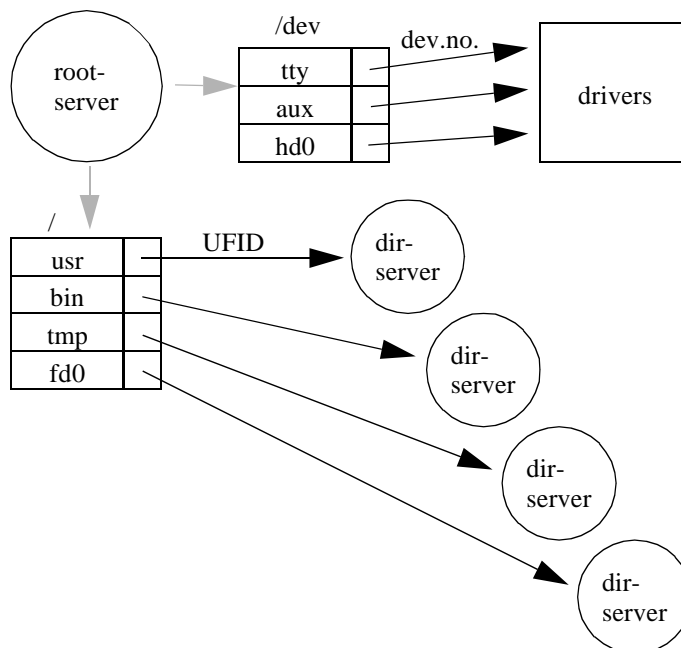 /dev
dev.no.
root-
server
tty
aux
hd0
drivers
/
usr
bin
tmp
fd0
UFID
dir-
server
dir-
server
dir-
server
dir-
server